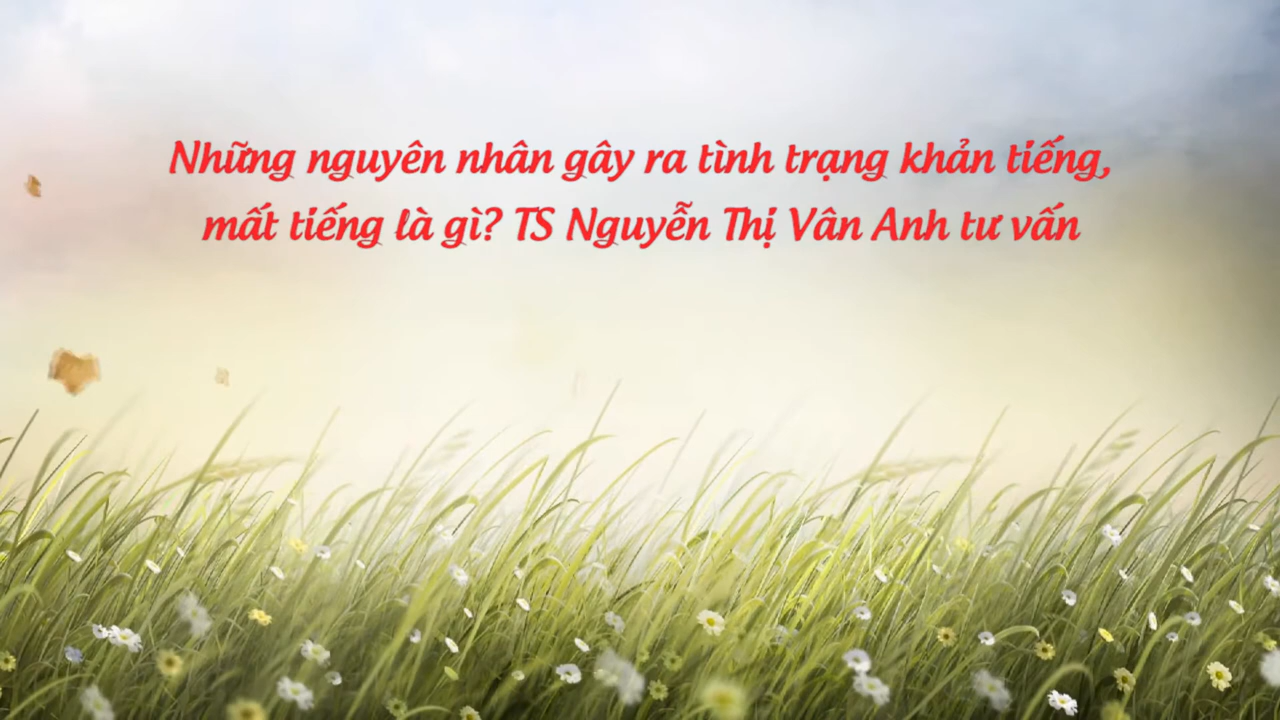 Những nguyên nhân gây ra tình trạng khản tiếng,
mất tiếng là gì? TS Nguyễn Thị Vân Anh tư vấn